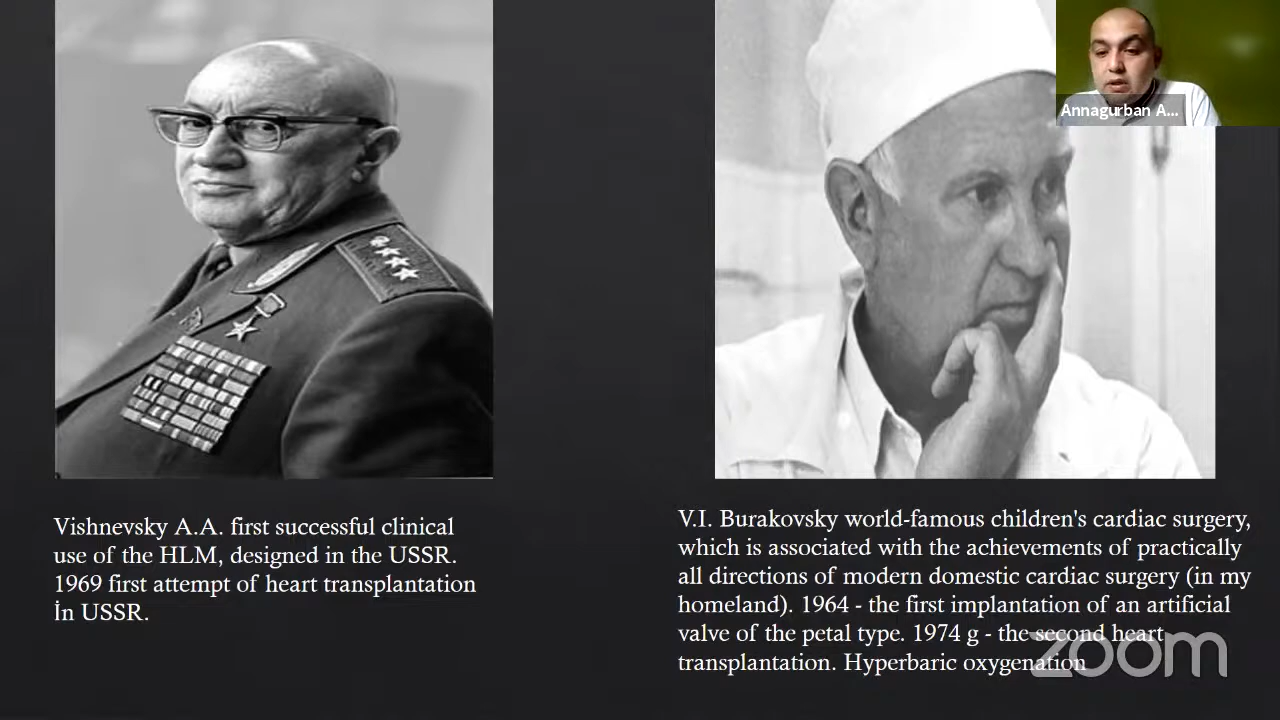 Annagurban A...
Vishnevsky A.A. first successful clinical
use of the HLM, designed in the USSR.
1969 first attempt of heart transplantation
İn USSR.
V.I. Burakovsky world-famous children's cardiac surgery,
which is associated with the achievements of practically
all directions of modern domestic cardiac surgery (in my
homeland). 1964 - the first implantation of an artificial
valve of the petal type. 1974 g - the second heart
transplantation. Hyperbaric oxygenation
zoom